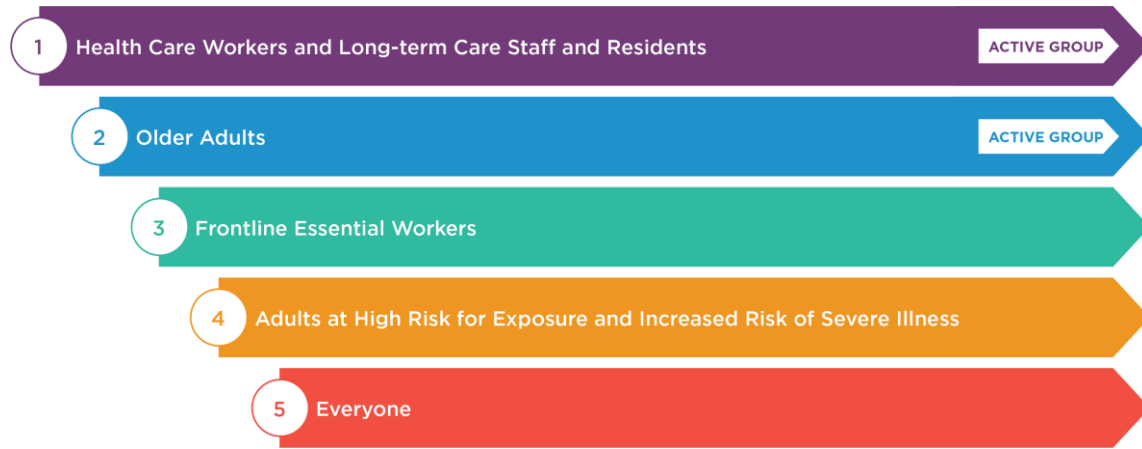 1 Health Care Workers and Long-term Care Staff and Residents ACTIVE GROUP
2 Older Adults ACTIVE GROUP
3 Frontline Essential Workers
4 Adults at High Risk for Exposure and Increased Risk of Severe Illness
5 Everyone